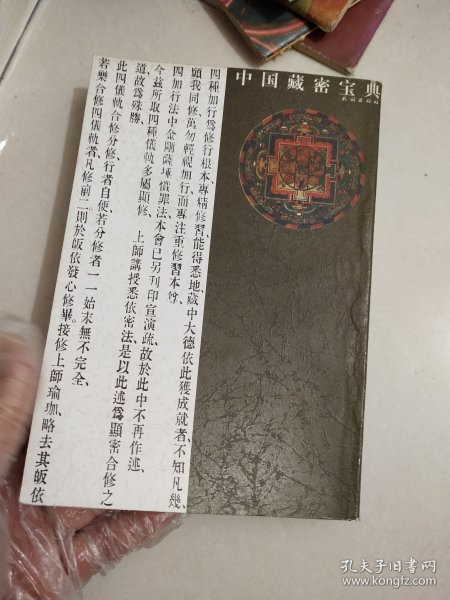 中国藏密宝典
民族出版社
四種加行爲修行根本專精修習能得悉地藏中大德依此獲成就者、不知凡幾、
願我同修萬勿輕視加行、而專注重修習本尊、
四加行法中金剛薩埵懺罪法本會已另刊印宣演疏、故於此中不再作述、
今兹所取四種儀軌多屬顯修、上師講授悉依密法、是以此述爲顯密合修之
道、故爲殊勝、
此四儀軌合修分修、行者自便、若分修者一一始末無不完全、
若樂合修四儀軌者、凡修前二則於皈依發心修畢。接修上師瑜珈、略去其皈依
孔夫子旧书网
www.kongfz.com